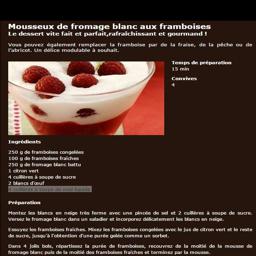 Mousseux de fromage blanc aux framboises
Le dessert vite fait et parfait,rafraîchissant et gourmand !
Vous pouvez également remplacer la framboise par de la fraise, de la pêche ou de
l'abricot. Un délice modulable à souhait.
Temps de préparation
15 min
Convives
4
Ingrédients
250 g de framboises congelées
100 g de framboises fraîches
250 g de fromage blanc battu
1 citron vert
4 cuillères à soupe de sucre
2 blancs d'œuf
4 cuillères à soupe de miel liquide
Préparation
Montez les blancs en neige très ferme avec une pincée de sel et 2 cuillères à soupe de sucre.
Versez le fromage blanc dans un saladier et incorporez délicatement les blancs en neige.
Essuyez les framboises fraîches. Mixez les framboises congelées avec le jus de citron vert et le reste
de sucre, jusqu'à l'obtention d'une purée gelée comme un sorbet.
Dans 4 jolis bols, répartissez la purée de framboises, recouvrez de la moitié de la mousse de
fromage blanc puis de la moitié des framboises fraîches et terminez par la mousse.